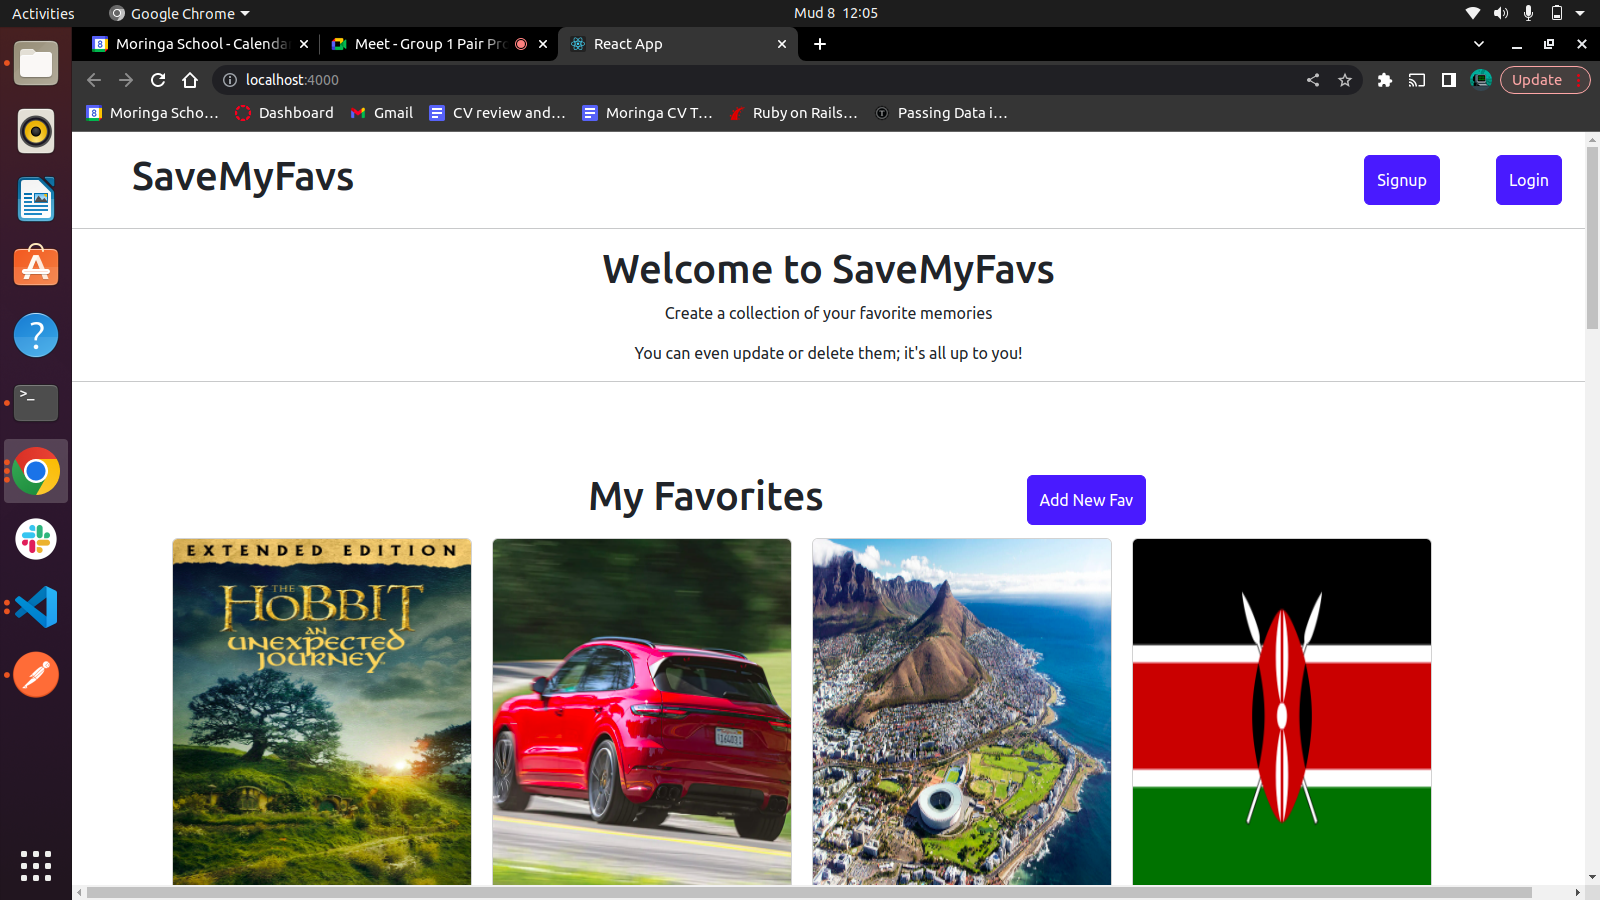 Activities
Google Chrome
Mud 8 12:05
Moringa School - Calenda
Meet - Group 1 Pair Pro
React App
localhost:4000
Update
Moringa Scho...
Dashboard
Gmail
CV review and...
Moringa CV T...
Ruby on Rails...
Passing Data i...
SaveMyFavs
Signup
Login
Welcome to SaveMyFavs
Create a collection of your favorite memories
You can even update or delete them; it's all up to you!
My Favorites
Add New Fav
EXTENDED EDITION
THE
HOBBIT
AN
UNEXPECTED
JOURNEY